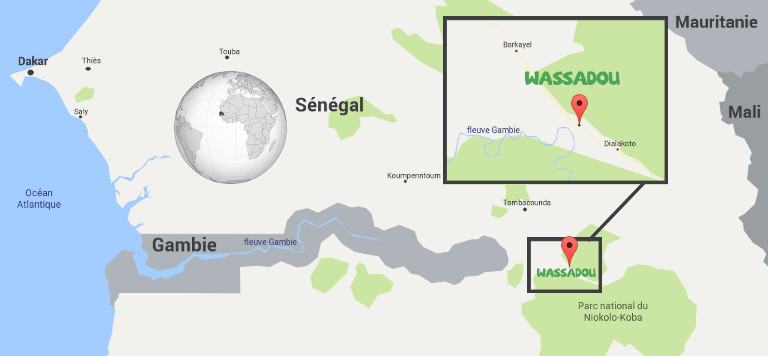 Mauritanie
Barkayel
WASSADOU
Touba
Dakar
Thiès
Sénégal
Mali
Saly
fleuve Gambie
Dialakoto
Koumpenntoum
Océan
Atlantique
Tambacounda
Gambie
fleuve Gambie
WASSADOU
Parc national du
Niokolo-Koba